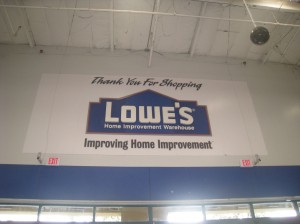 Thank You For Shopping
LOWE'S
Home Improvement Warehouse
Improving Home Improvement
EXIT
EXIT